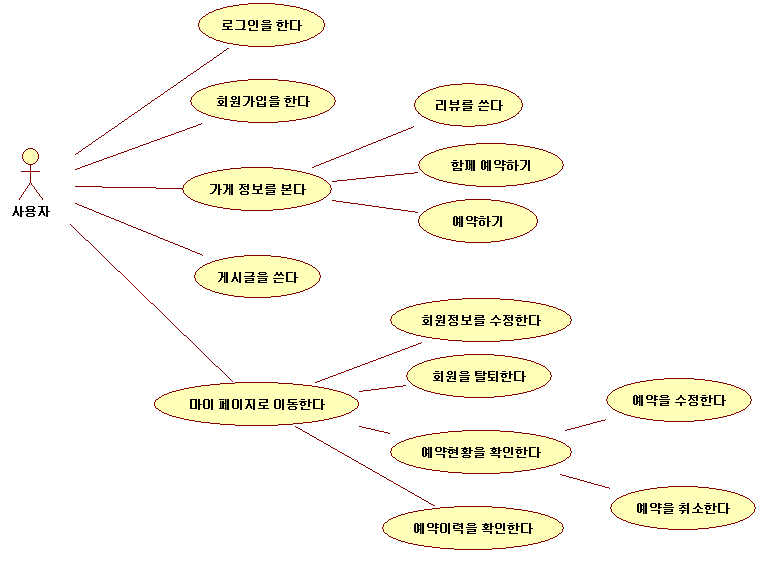 로그인을 한다
회원가입을 한다
리뷰를 쓴다
함께 예약하기
가게 정보를 본다
사용자
예약하기
게시글을 쓴다
회원정보를 수정한다
회원을 탈퇴한다
마이 페이지로 이동한다
예약을 수정한다
예약현황을 확인한다
예약을 취소한다
예약이력을 확인한다